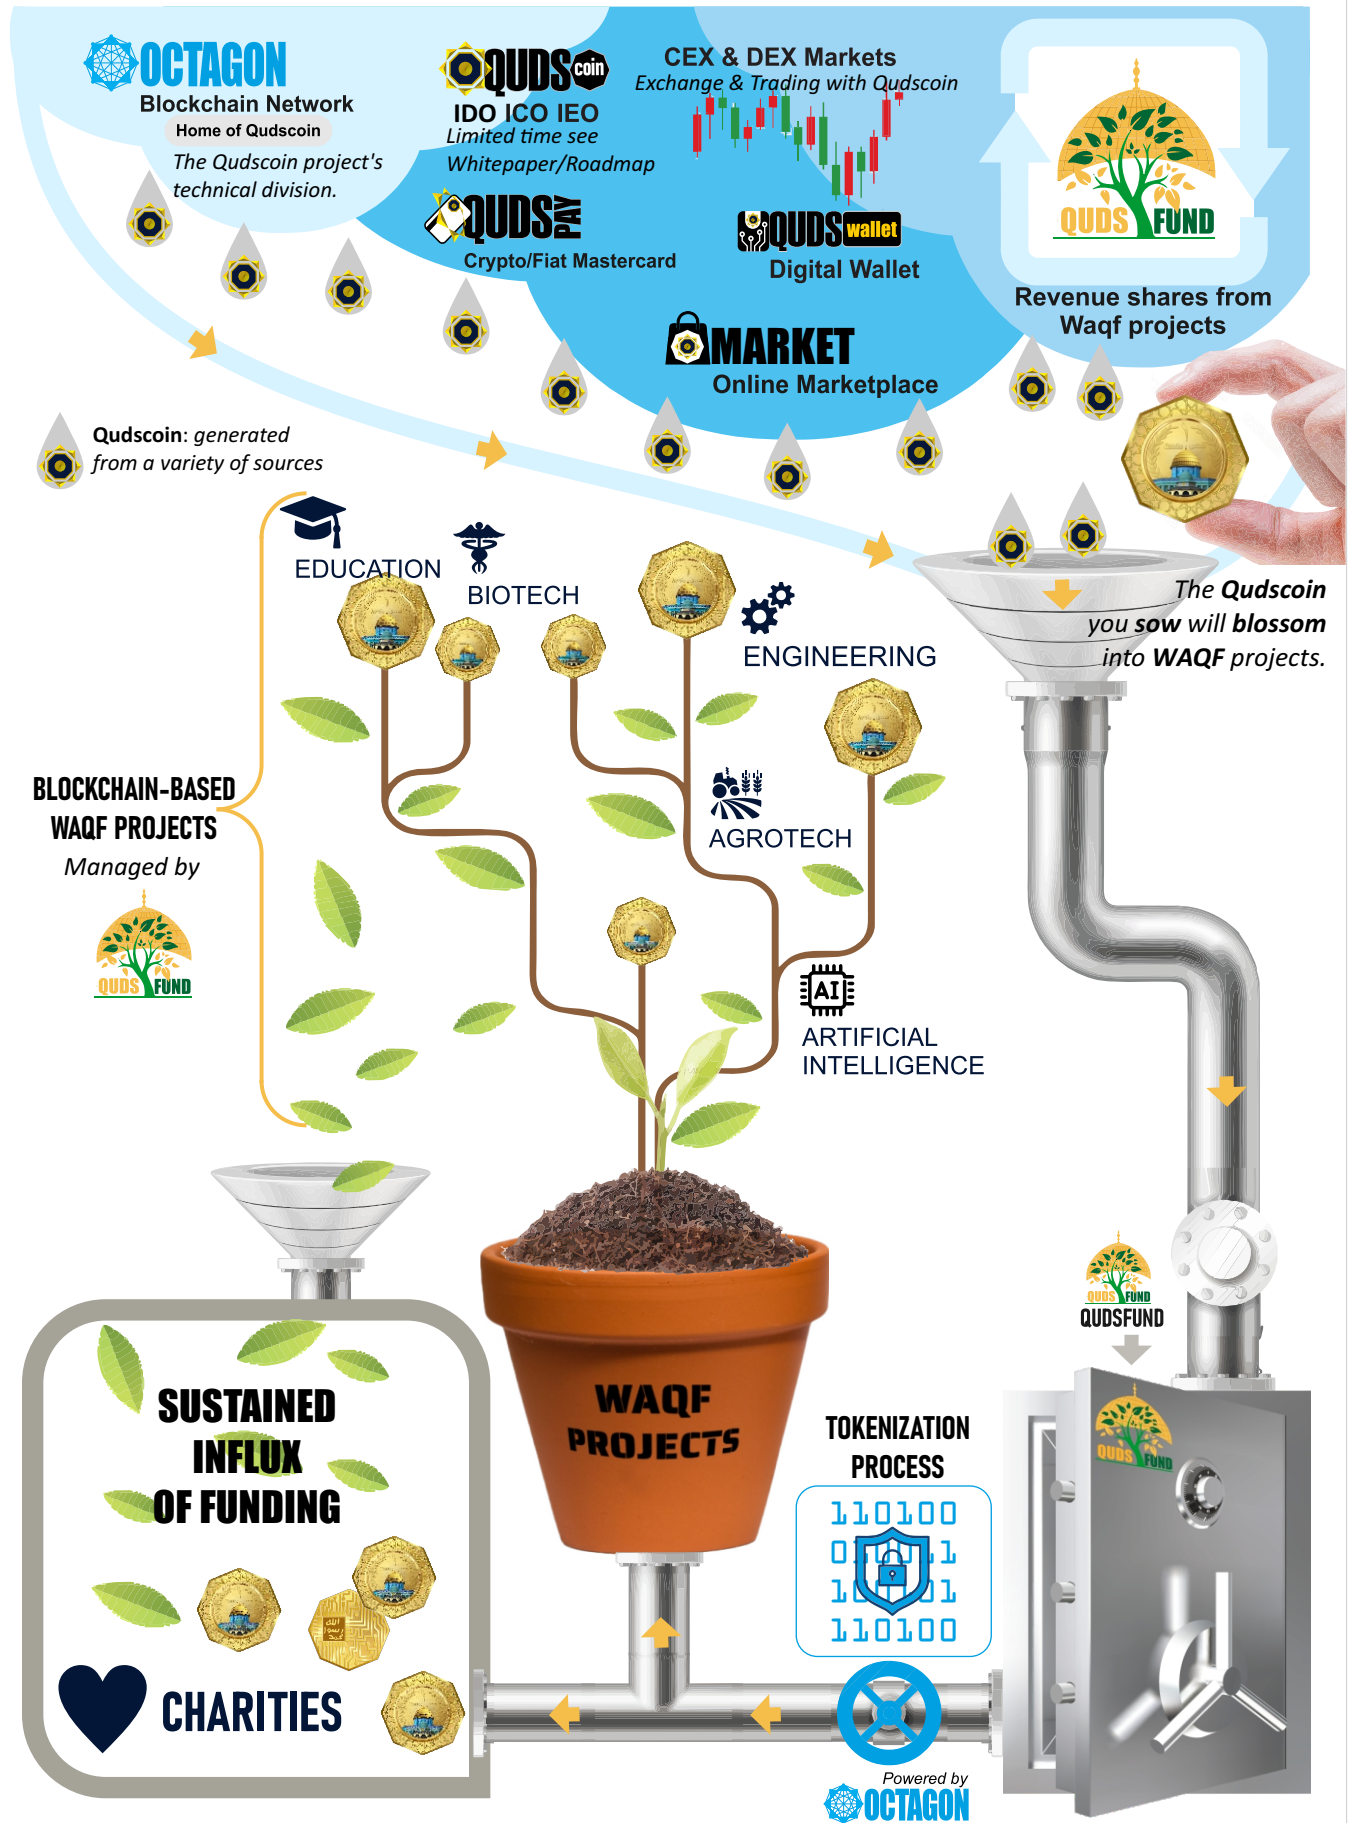 OCTAGON
Blockchain Network
Home of Qudscoin
The Qudscoin project's
technical division.
QUDS coin
IDO ICO IEO
Limited time see
Whitepaper/Roadmap
CEX & DEX Markets
Exchange & Trading with Qudscoin
QUDS PAY
Crypto/Fiat Mastercard
QUDS wallet
Digital Wallet
MARKET
Online Marketplace
QUDS FUND
Revenue shares from
Waqf projects
Qudscoin: generated
from a variety of sources
The Qudscoin
you sow will blossom
into WAQF projects.
EDUCATION
BIOTECH
ENGINEERING
AGROTECH
AI
ARTIFICIAL
INTELLIGENCE
BLOCKCHAIN-BASED
WAQF PROJECTS
Managed by
QUDS FUND
QUDS FUND
QUDSFUND
QUDS FUND
WAQF
PROJECTS
TOKENIZATION
PROCESS
110100
110100
SUSTAINED
INFLUX
OF FUNDING
CHARITIES
Powered by
OCTAGON